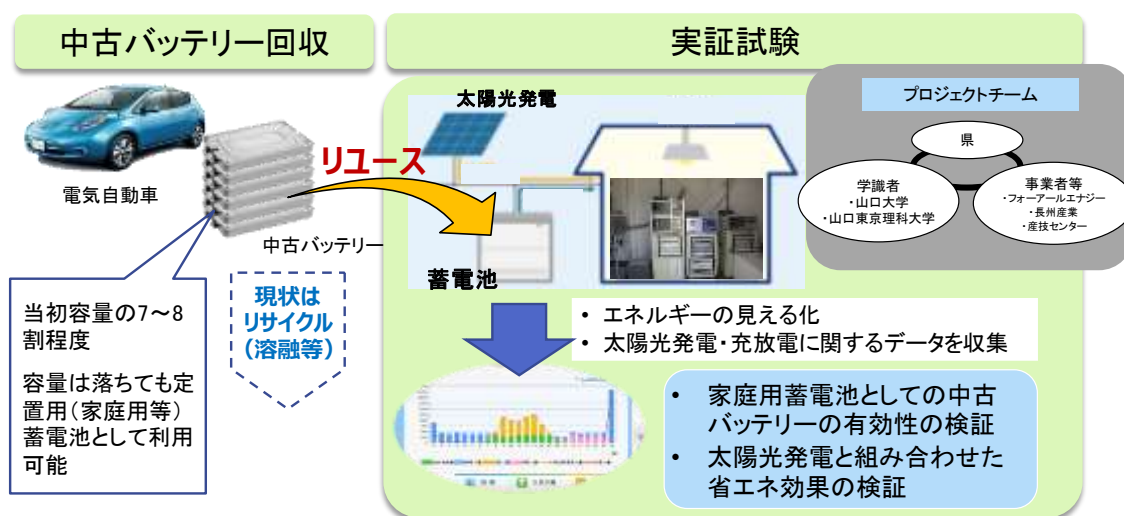 中古バッテリー回収
実証試験
電気自動車
中古バッテリー
リユース
当初容量の7～8
割程度
容量は落ちても定
置用(家庭用等)
蓄電池として利用
可能
現状は
リサイクル
(溶融等)
太陽光発電
蓄電池
プロジェクトチーム
県
学識者
・山口大学
・山口東京理科大学
事業者等
・フォーアールエナジー
・長州産業
・産技センター
• エネルギーの見える化
• 太陽光発電・充放電に関するデータを収集
• 家庭用蓄電池としての中古
バッテリーの有効性の検証
• 太陽光発電と組み合わせた
省エネ効果の検証